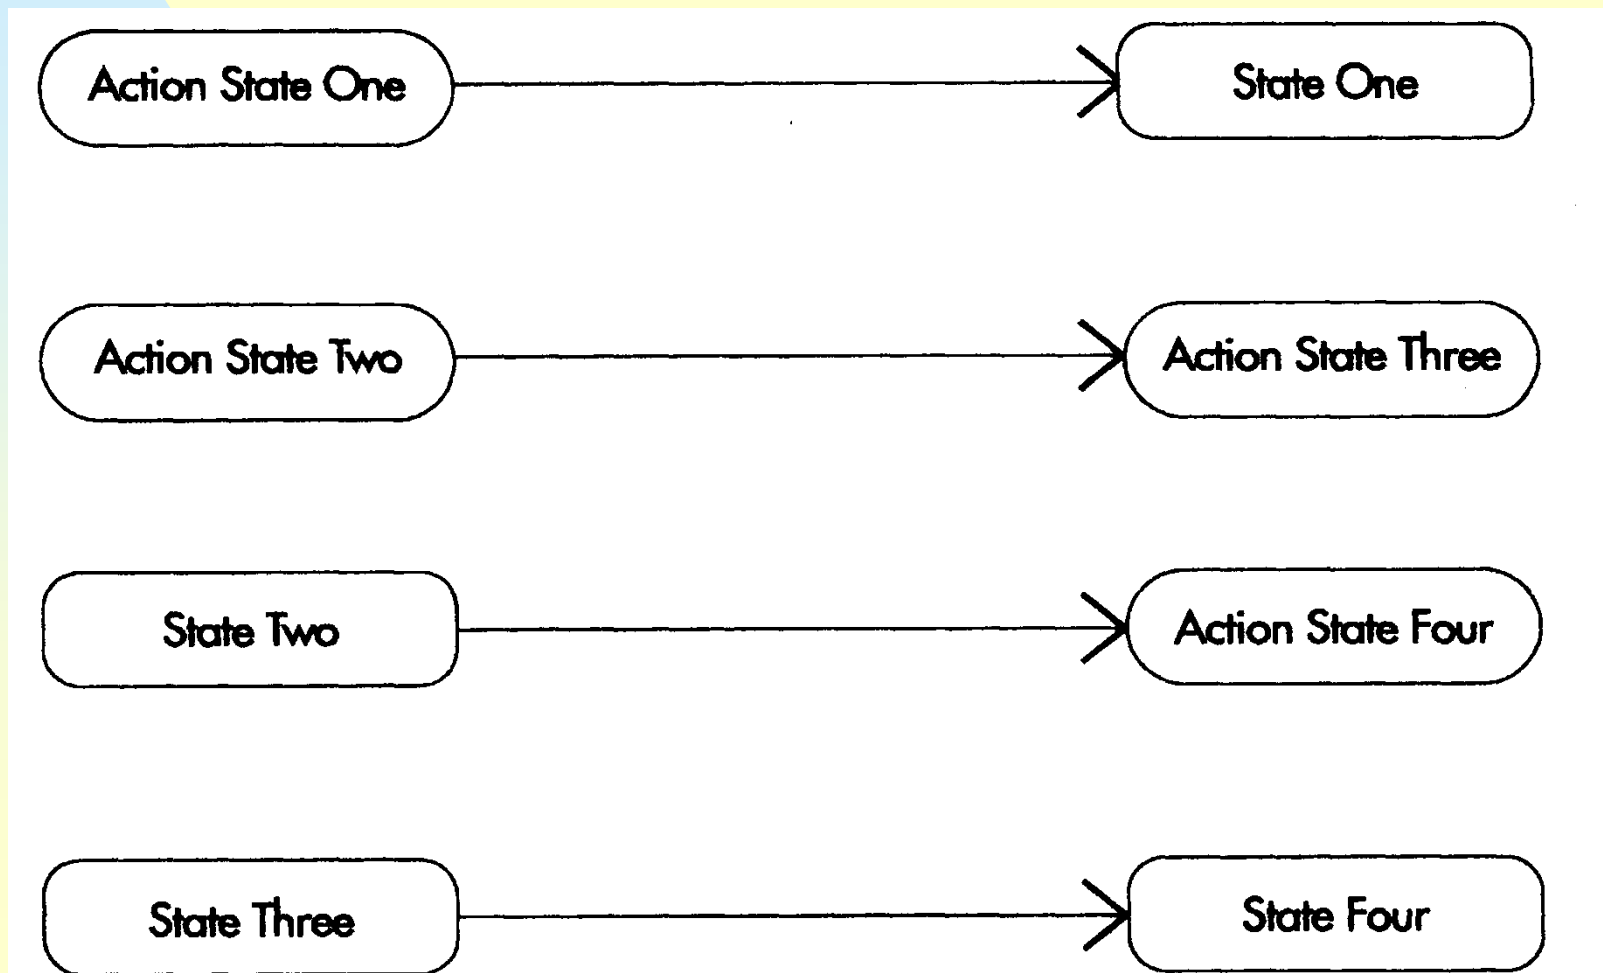 Action State One
State One
Action State Two
Action State Three
State Two
Action State Four
State Three
State Four